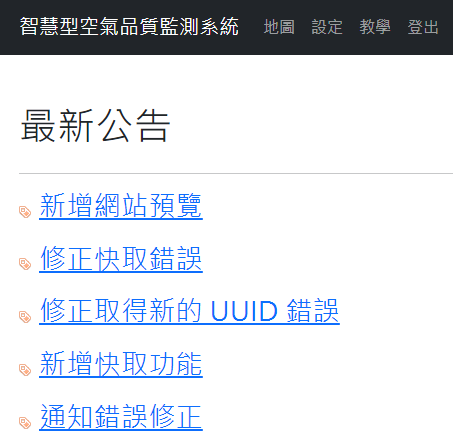 智慧型空氣品質監測系統 地圖 設定 教學 登出
最新公告
新增網站預覽
修正快取錯誤
修正取得新的 UUID 錯誤
新增快取功能
通知錯誤修正